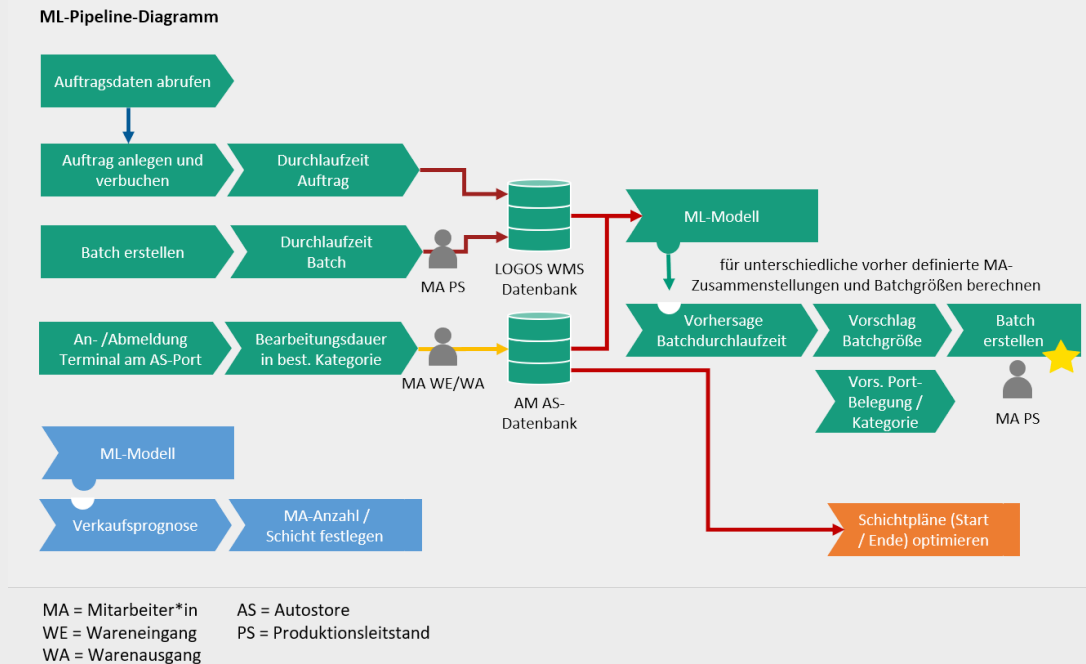 ML-Pipeline-Diagramm
Auftragsdaten abrufen
Auftrag anlegen und
verbuchen
Durchlaufzeit
Auftrag
Batch erstellen
Durchlaufzeit
Batch
MA PS
LOGOS WMS
Datenbank
ML-Modell
für unterschiedliche vorher definierte MA-
Zusammenstellungen und Batchgrößen berechnen
An- /Abmeldung
Terminal am AS-Port
Bearbeitungsdauer
in best. Kategorie
MA WE/WA
AM AS-
Datenbank
Vorhersage
Batchdurchlaufzeit
Vorschlag
Batchgröße
Batch
erstellen
Vors. Port-
Belegung /
Kategorie
MA PS
ML-Modell
Verkaufsprognose
MA-Anzahl /
Schicht festlegen
Schichtpläne (Start
/ Ende) optimieren
MA = Mitarbeiter*in
WE = Wareneingang
WA = Warenausgang
AS = Autostore
PS = Produktionsleitstand